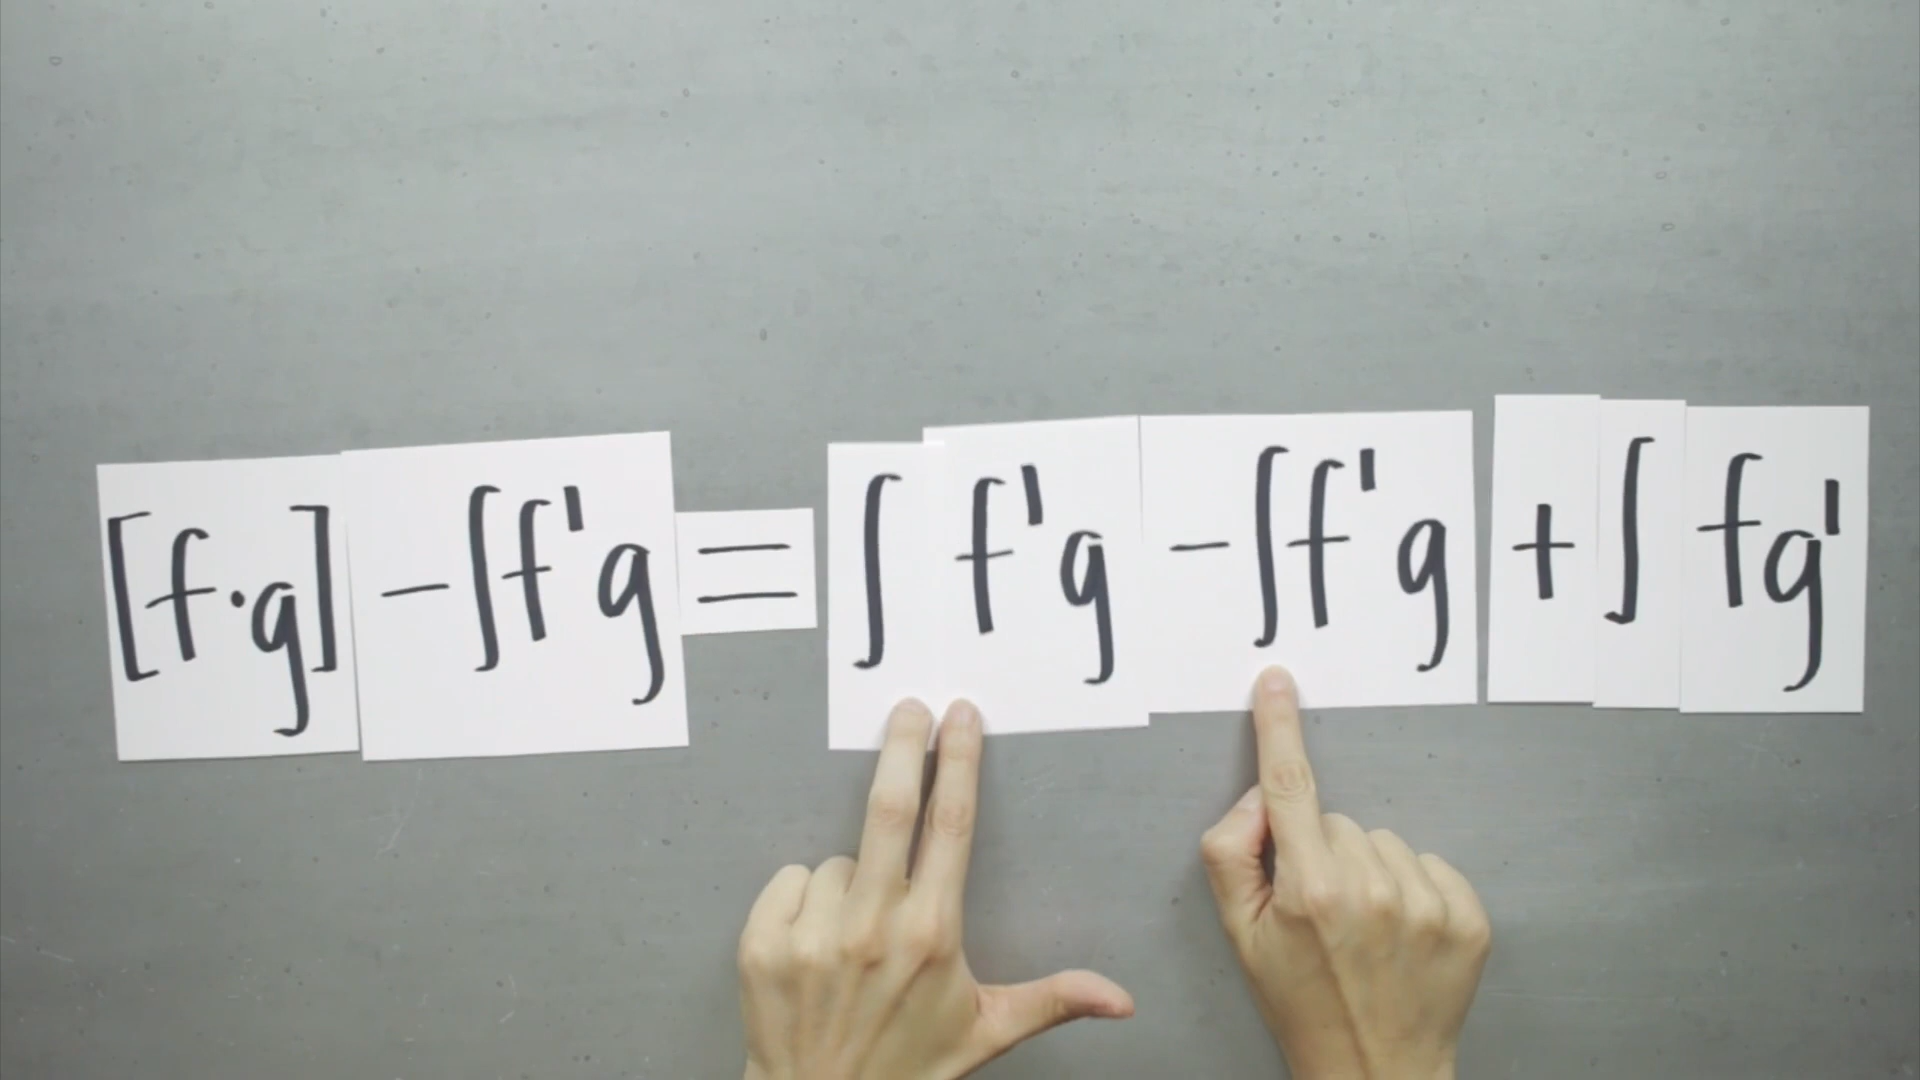 [f·g] -∫f'g = ∫ f'g -∫f'g + ∫ fg'